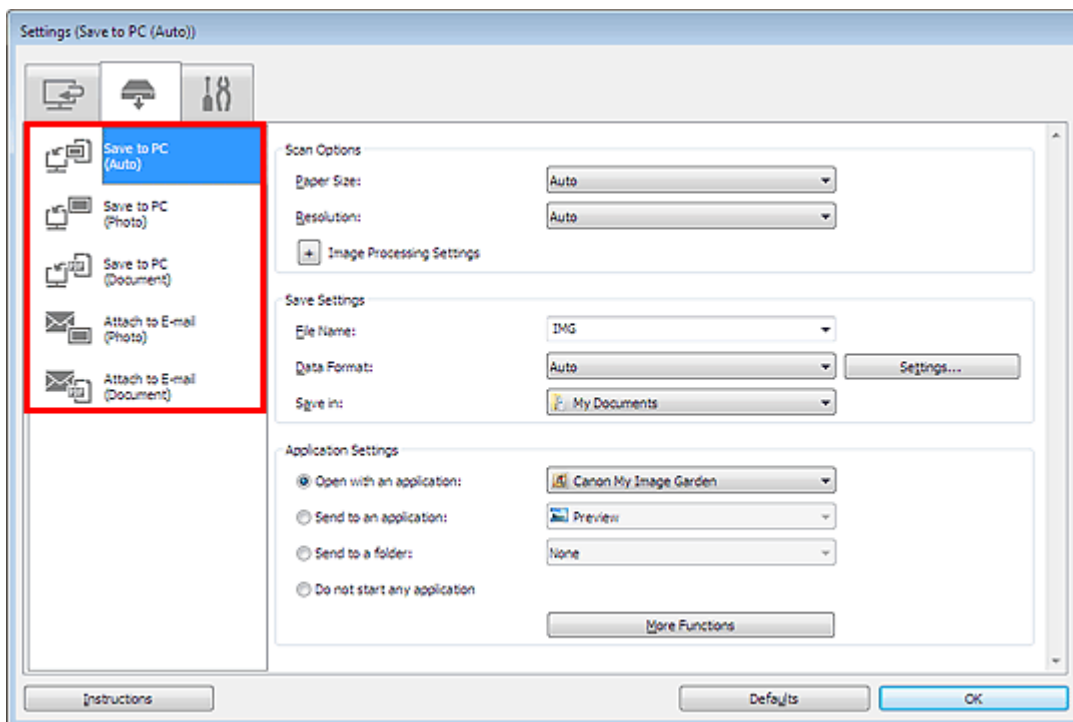 Settings (Save to PC (Auto))
Save to PC
(Auto)
Save to PC
(Photo)
Save to PC
(Document)
Attach to E-mail
(Photo)
Attach to E-mail
(Document)
Scan Options
Paper Size: Auto
Resolution: Auto
+ Image Processing Settings
Save Settings
File Name: IMG
Data Format: Auto Settings...
Save in: My Documents
Application Settings
Open with an application: Canon My Image Garden
Send to an application: Preview
Send to a folder: None
Do not start any application
More Functions
Instructions Defaults OK